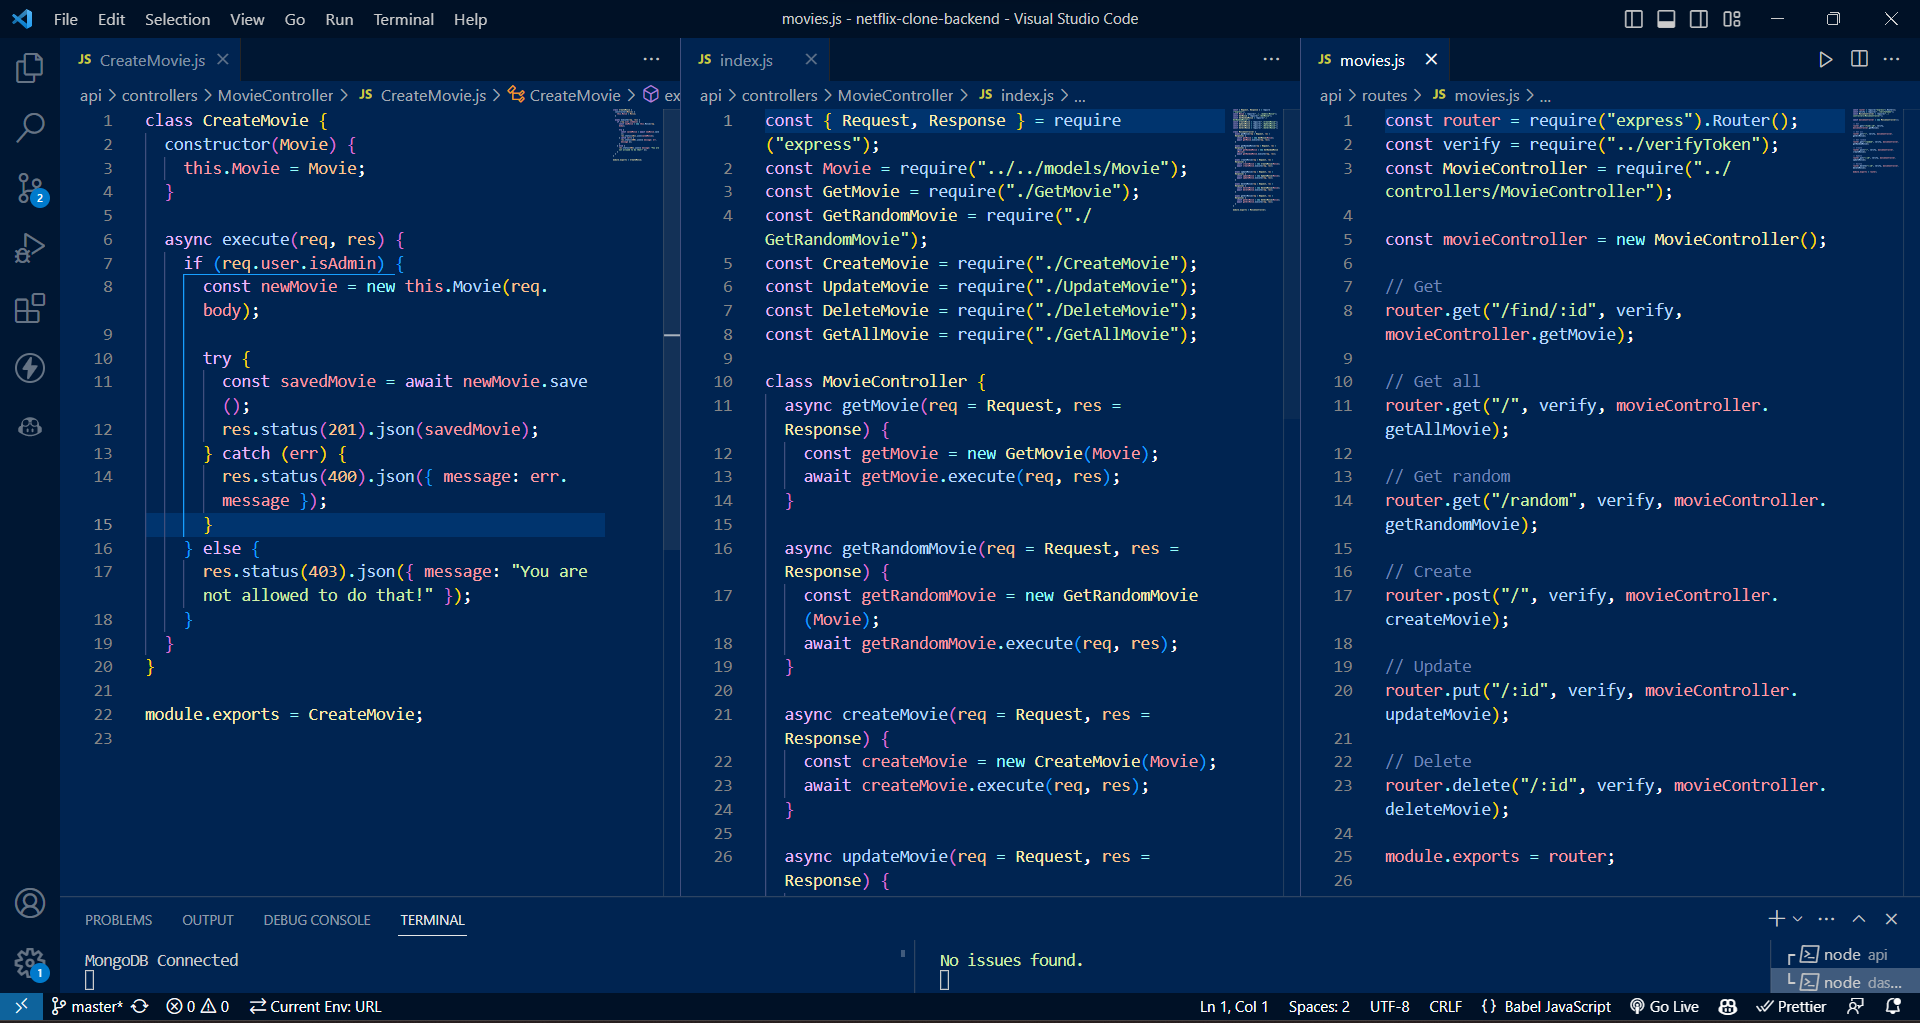 File Edit Selection View Go Run Terminal Help
movies.js - netflix-clone-backend - Visual Studio Code
JS CreateMovie.js
api > controllers > MovieController > JS CreateMovie.js > CreateMovie > ex
1 class CreateMovie {
2 constructor(Movie) {
3 this.Movie = Movie;
4 }
5
6 async execute(req, res) {
7 if (req.user.isAdmin) {
8 const newMovie = new this.Movie(req.
body);
9
10 try {
11 const savedMovie = await newMovie.save
();
12 res.status(201).json(savedMovie);
13 } catch (err) {
14 res.status(400).json({ message: err.
message });
15 }
16 } else {
17 res.status(403).json({ message: "You are
not allowed to do that!" });
18 }
19 }
20 }
21
22 module.exports = CreateMovie;
23
JS index.js
api > controllers > MovieController > JS index.js > ...
1 const { Request, Response } = require
("express");
2 const Movie = require("../../models/Movie");
3 const GetMovie = require("./GetMovie");
4 const GetRandomMovie = require("./
GetRandomMovie");
5 const CreateMovie = require("./CreateMovie");
6 const UpdateMovie = require("./UpdateMovie");
7 const DeleteMovie = require("./DeleteMovie");
8 const GetAllMovie = require("./GetAllMovie");
9
10 class MovieController {
11 async getMovie(req = Request, res =
Response) {
12 const getMovie = new GetMovie(Movie);
13 await getMovie.execute(req, res);
14 }
15
16 async getRandomMovie(req = Request, res =
Response) {
17 const getRandomMovie = new GetRandomMovie
(Movie);
18 await getRandomMovie.execute(req, res);
19 }
20
21 async createMovie(req = Request, res =
Response) {
22 const createMovie = new CreateMovie(Movie);
23 await createMovie.execute(req, res);
24 }
25
26 async updateMovie(req = Request, res =
Response) {
JS movies.js
api > routes > JS movies.js > ...
1 const router = require("express").Router();
2 const verify = require("../verifyToken");
3 const MovieController = require("../
controllers/MovieController");
4
5 const movieController = new MovieController();
6
7 // Get
8 router.get("/find/:id", verify,
movieController.getMovie);
9
10 // Get all
11 router.get("/", verify, movieController.
getAllMovie);
12
13 // Get random
14 router.get("/random", verify, movieController.
getRandomMovie);
15
16 // Create
17 router.post("/", verify, movieController.
createMovie);
18
19 // Update
20 router.put("/:id", verify, movieController.
updateMovie);
21
22 // Delete
23 router.delete("/:id", verify, movieController.
deleteMovie);
24
25 module.exports = router;
26
PROBLEMS OUTPUT DEBUG CONSOLE TERMINAL
MongoDB Connected
No issues found.
node api
node das...
2
1
master* 0 0 Current Env: URL
Ln 1, Col 1 Spaces: 2 UTF-8 CRLF {} Babel JavaScript Go Live Prettier